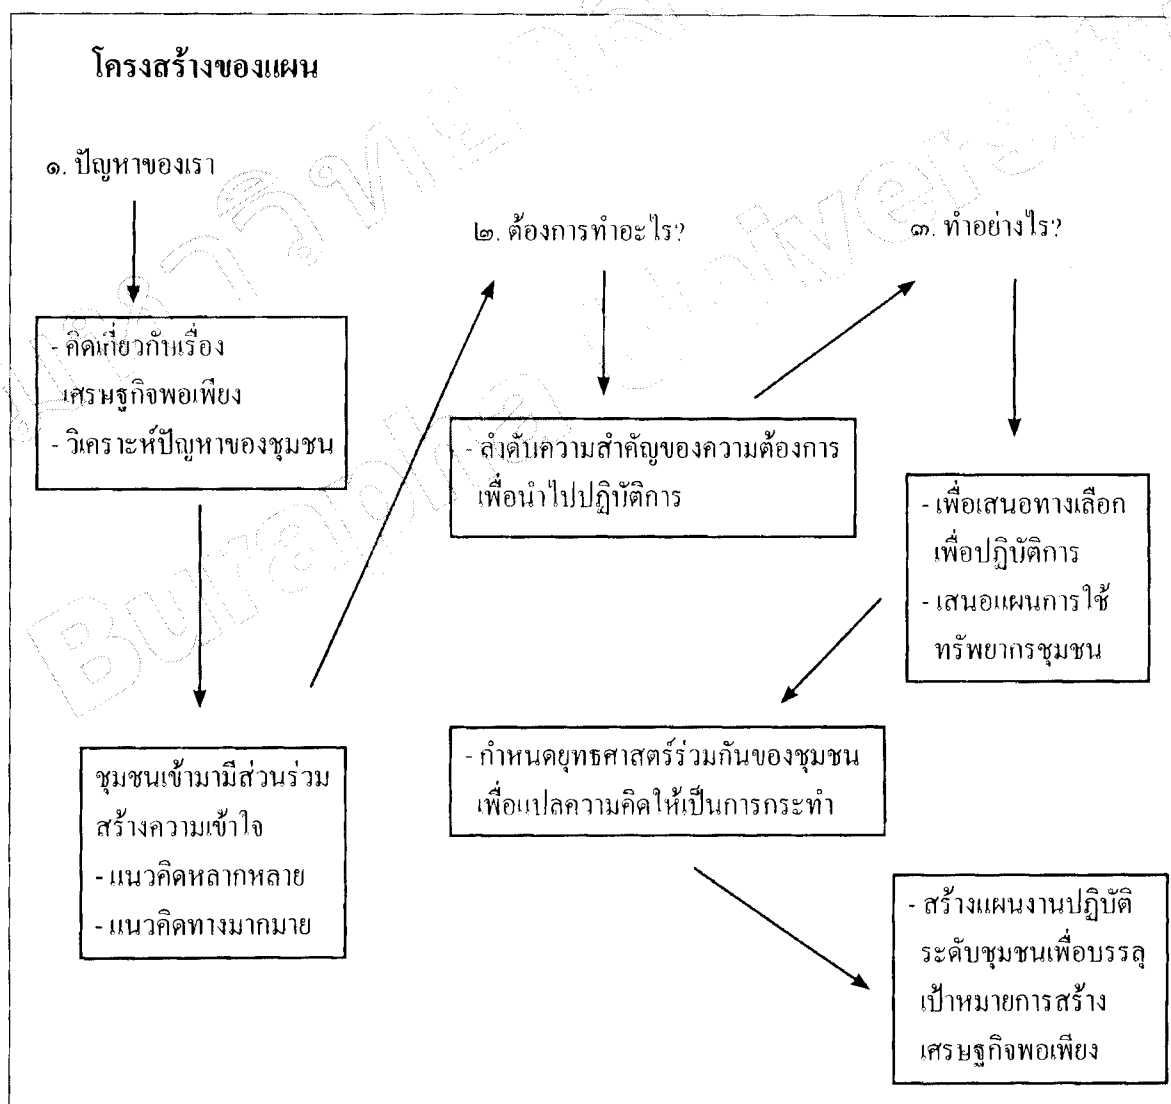 โครงสร้างของแผน
๑. ปัญหาของเรา
- คิดเกี่ยวกับเรื่อง
เศรษฐกิจพอเพียง
- วิเคราะห์ปัญหาของชุมชน
ชุมชนเข้ามามีส่วนร่วม
สร้างความเข้าใจ
- แนวคิดหลากหลาย
- แนวคิดทางมากมาย
๒. ต้องการทำอะไร?
- ลำดับความสำคัญของความต้องการ
เพื่อนำไปปฏิบัติการ
๓. ทำอย่างไร?
- เพื่อเสนอทางเลือก
เพื่อปฏิบัติการ
- เสนอแผนการใช้
ทรัพยากรชุมชน
- กำหนดยุทธศาสตร์ร่วมกันของชุมชน
เพื่อแปลความคิดให้เป็นการกระทำ
- สร้างแผนงานปฏิบัติ
ระดับชุมชนเพื่อบรรลุ
เป้าหมายการสร้าง
เศรษฐกิจพอเพียง
Burapha University